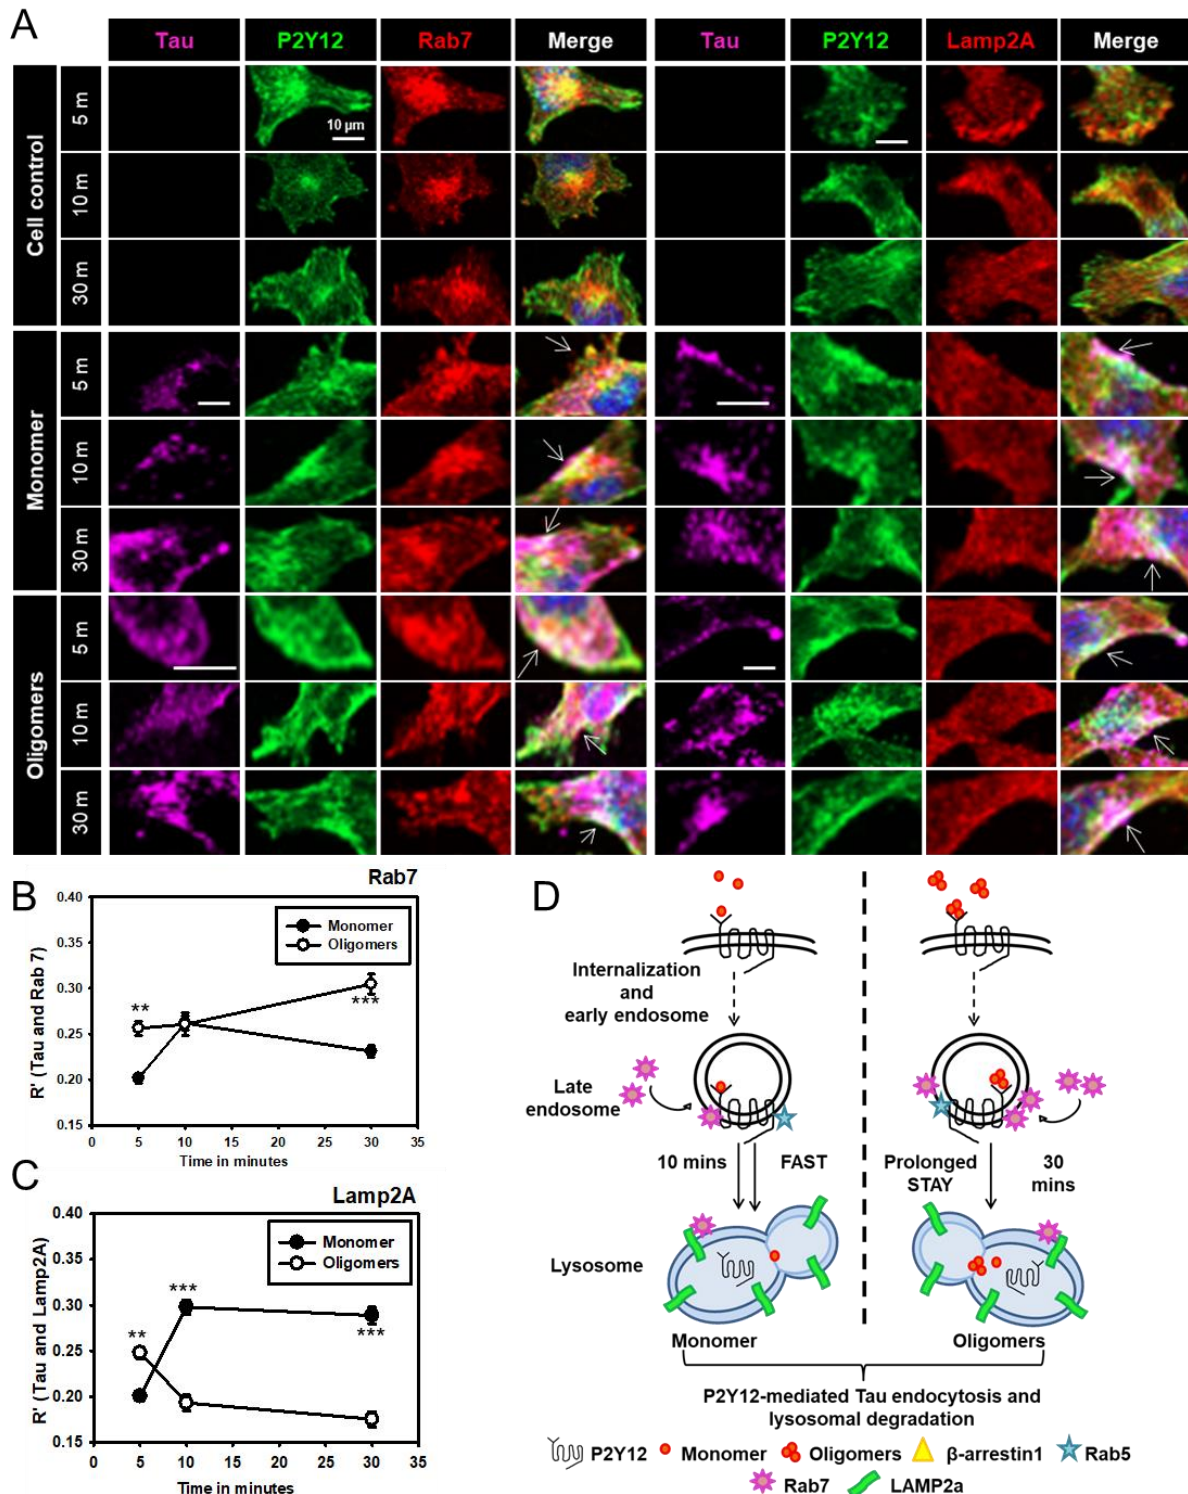 A
Tau P2Y12 Rab7 Merge Tau P2Y12 Lamp2A Merge
Cell control
5 m
10 µm
10 m
30 m
Monomer
5 m
10 m
30 m
Oligomers
5 m
10 m
30 m
B
Rab7
R' (Tau and Rab 7)
0.40
0.35
0.30
0.25
0.20
0.15
Monomer
Oligomers
**
***
0 5 10 15 20 25 30 35
Time in minutes
C
Lamp2A
R' (Tau and Lamp2A)
0.40
0.35
0.30
0.25
0.20
0.15
Monomer
Oligomers
**
***
***
0 5 10 15 20 25 30 35
Time in minutes
D
Internalization
and
early endosome
Late
endosome
10 mins FAST
Prolonged
STAY
30
mins
Lysosome
Monomer Oligomers
P2Y12-mediated Tau endocytosis and
lysosomal degradation
P2Y12 Monomer Oligomers β-arrestin1 Rab5
Rab7 LAMP2a